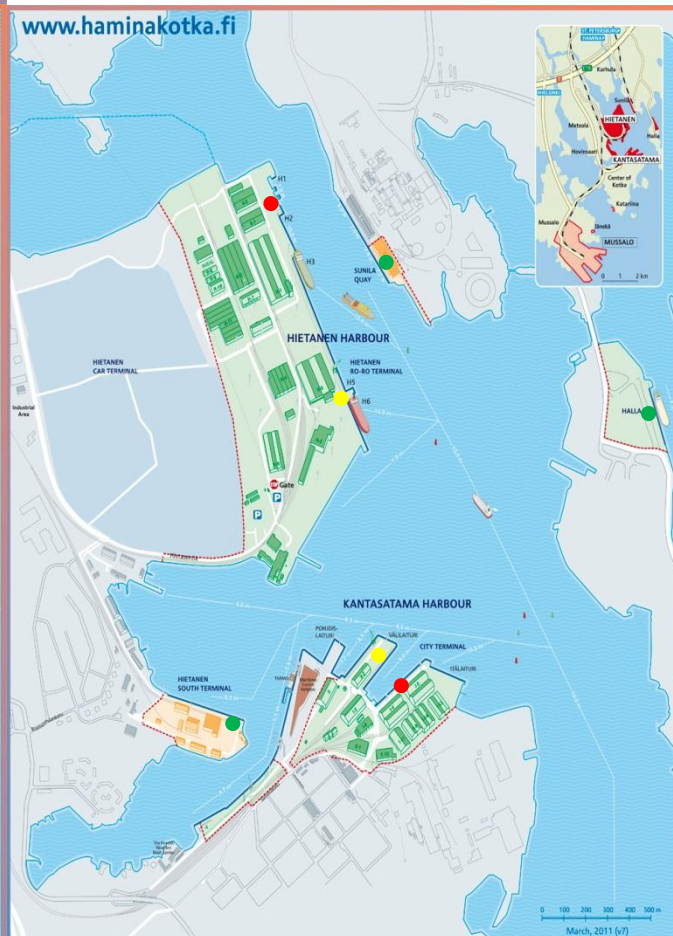 www.haminakotka.fi
ST. PETERSBURG
HAMINA
Karhula
HELSINKI
Sunila
HIETANEN
Metsola
Halla
Hovinsaari
KANTASATAMA
Center of
Kotka
Katariina
Mussalo
Jänskä
MUSSALO
0 1 2 km
H1
H2
H3
SUNILA
QUAY
HIETANEN HARBOUR
HIETANEN
CAR TERMINAL
HIETANEN
RO-RO TERMINAL
H5
H6
Industrial
Area
HALLA
Gate
P
P
KANTASATAMA HARBOUR
POHJOIS-
LAITURI
VÄLILAITURI
CITY TERMINAL
ITÄLAITURI
HIETANEN
SOUTH TERMINAL
0 100 200 300 400 500 m
March, 2011 (v7)